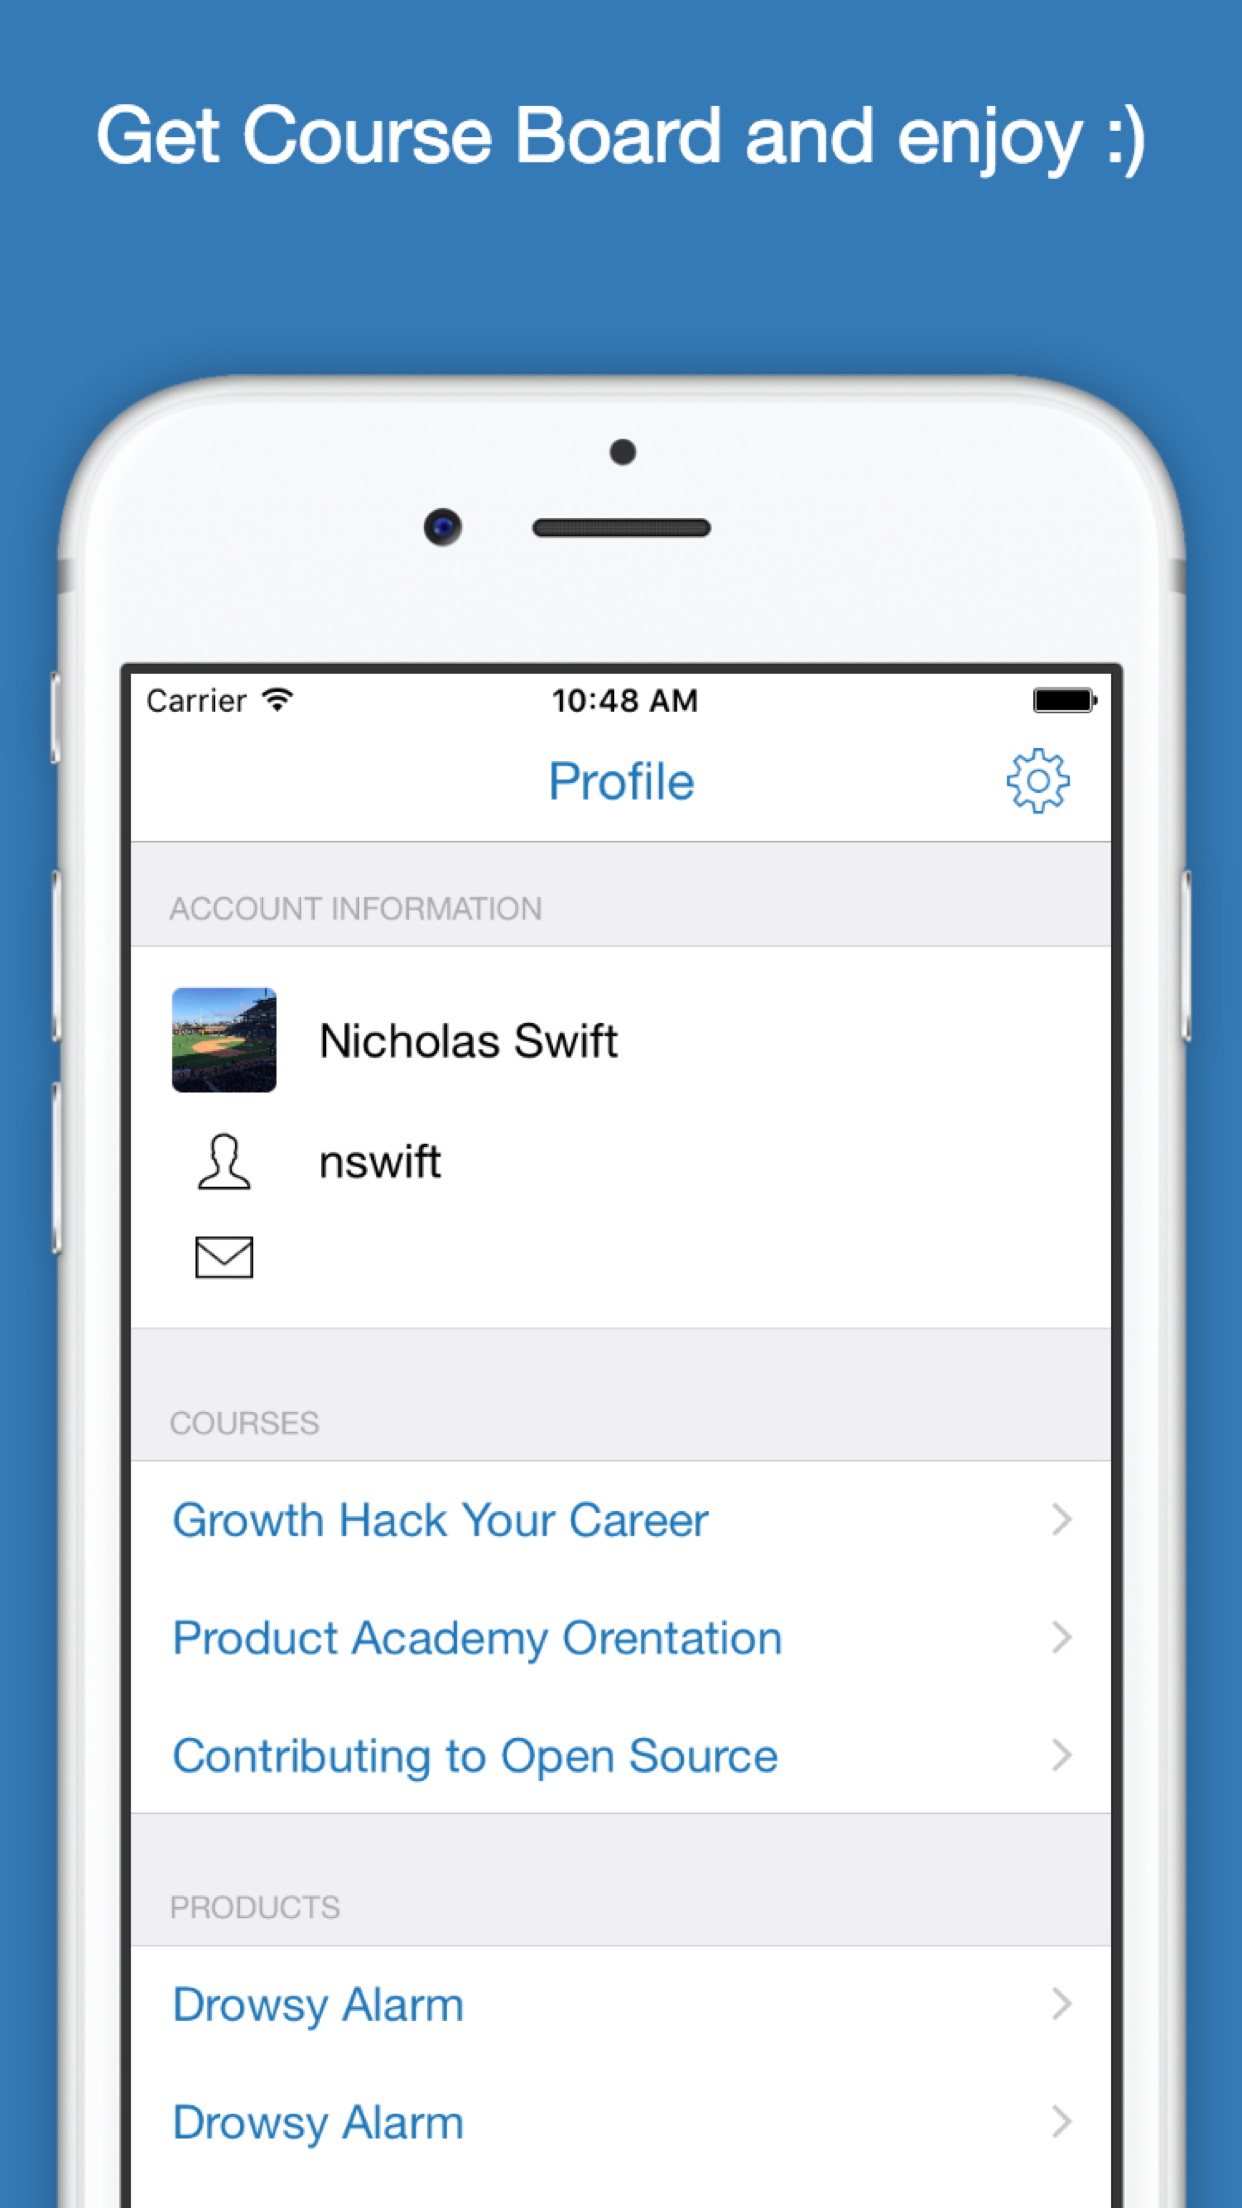 Get Course Board and enjoy :)
Carrier 10:48 AM
Profile
ACCOUNT INFORMATION
Nicholas Swift
nswift
COURSES
Growth Hack Your Career
Product Academy Orentation
Contributing to Open Source
PRODUCTS
Drowsy Alarm
Drowsy Alarm